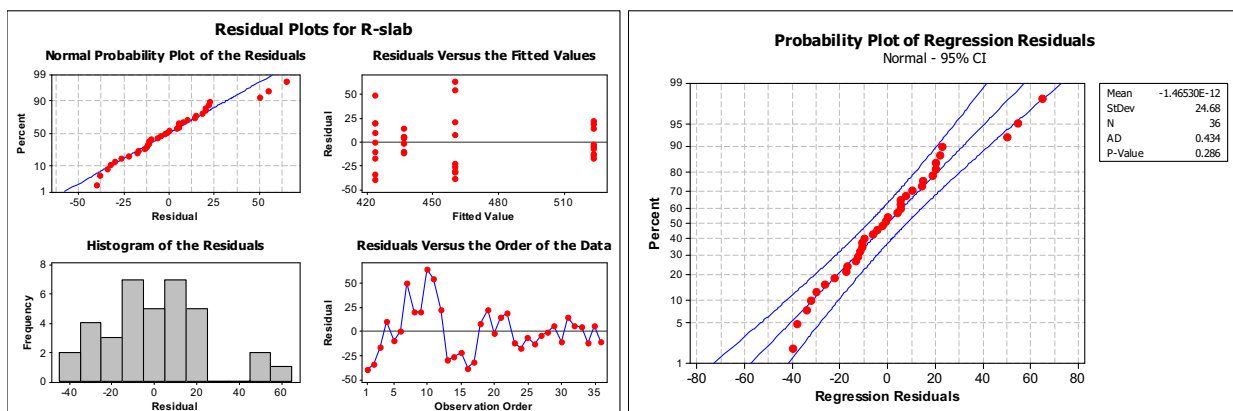 Residual Plots for R-slab
Normal Probability Plot of the Residuals
99
90
50
10
1
Percent
-50
-25
0
25
50
Residual
Residuals Versus the Fitted Values
50
25
0
-25
-50
Residual
420
450
480
510
Fitted Value
Histogram of the Residuals
8
6
4
2
0
Frequency
-40
-20
0
20
40
60
Residual
Residuals Versus the Order of the Data
50
25
0
-25
-50
Residual
1
5
10
15
20
25
30
35
Observation Order
Probability Plot of Regression Residuals
Normal - 95% CI
99
95
90
80
70
60
50
40
30
20
10
5
1
Percent
-80
-60
-40
-20
0
20
40
60
80
Regression Residuals
Mean -1.46530E-12
StDev 24.68
N 36
AD 0.434
P-Value 0.286